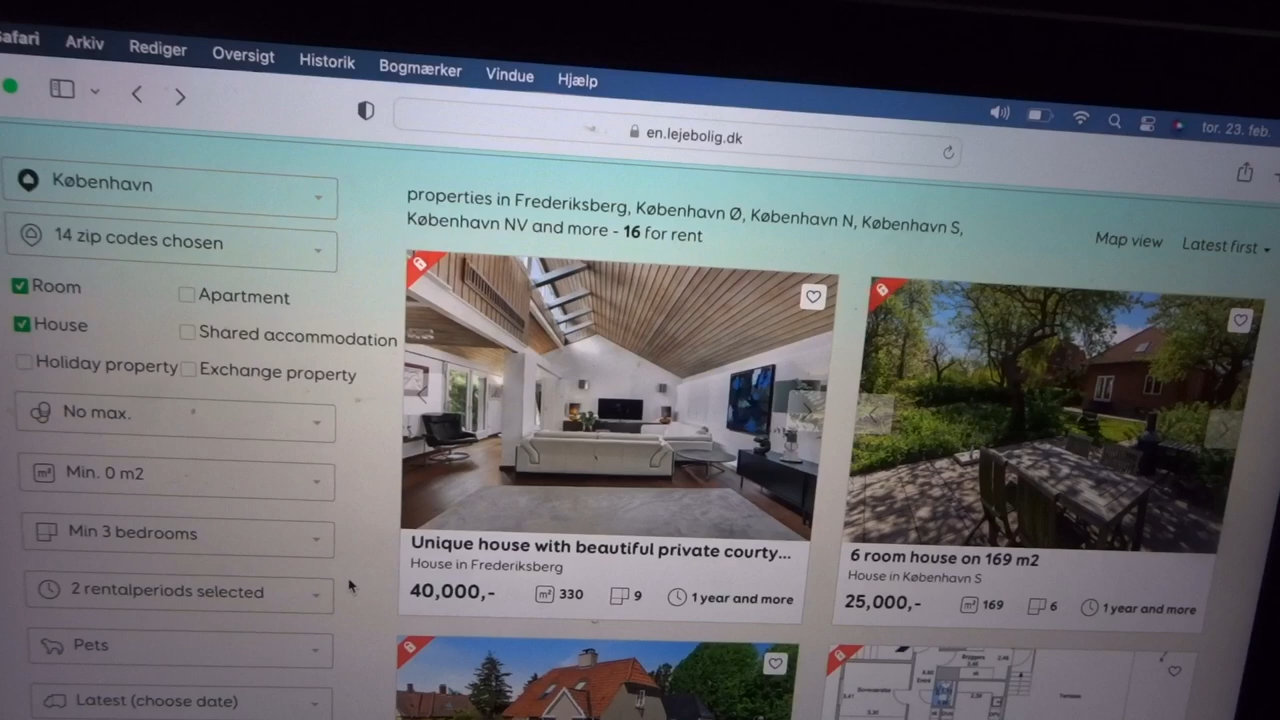 Safari Arkiv Rediger Oversigt Historik Bogmærker Vindue Hjælp
tor. 23. feb.
en.lejebolig.dk
København
14 zip codes chosen
Room
Apartment
House
Shared accommodation
Holiday property
Exchange property
No max.
Min. 0 m2
Min 3 bedrooms
2 rentalperiods selected
Pets
Latest (choose date)
properties in Frederiksberg, København Ø, København N, København S,
København NV and more - 16 for rent
Map view
Latest first
Unique house with beautiful private courty...
House in Frederiksberg
40,000,- m² 330 9 1 year and more
6 room house on 169 m2
House in København S
25,000,- m² 169 6 1 year and more